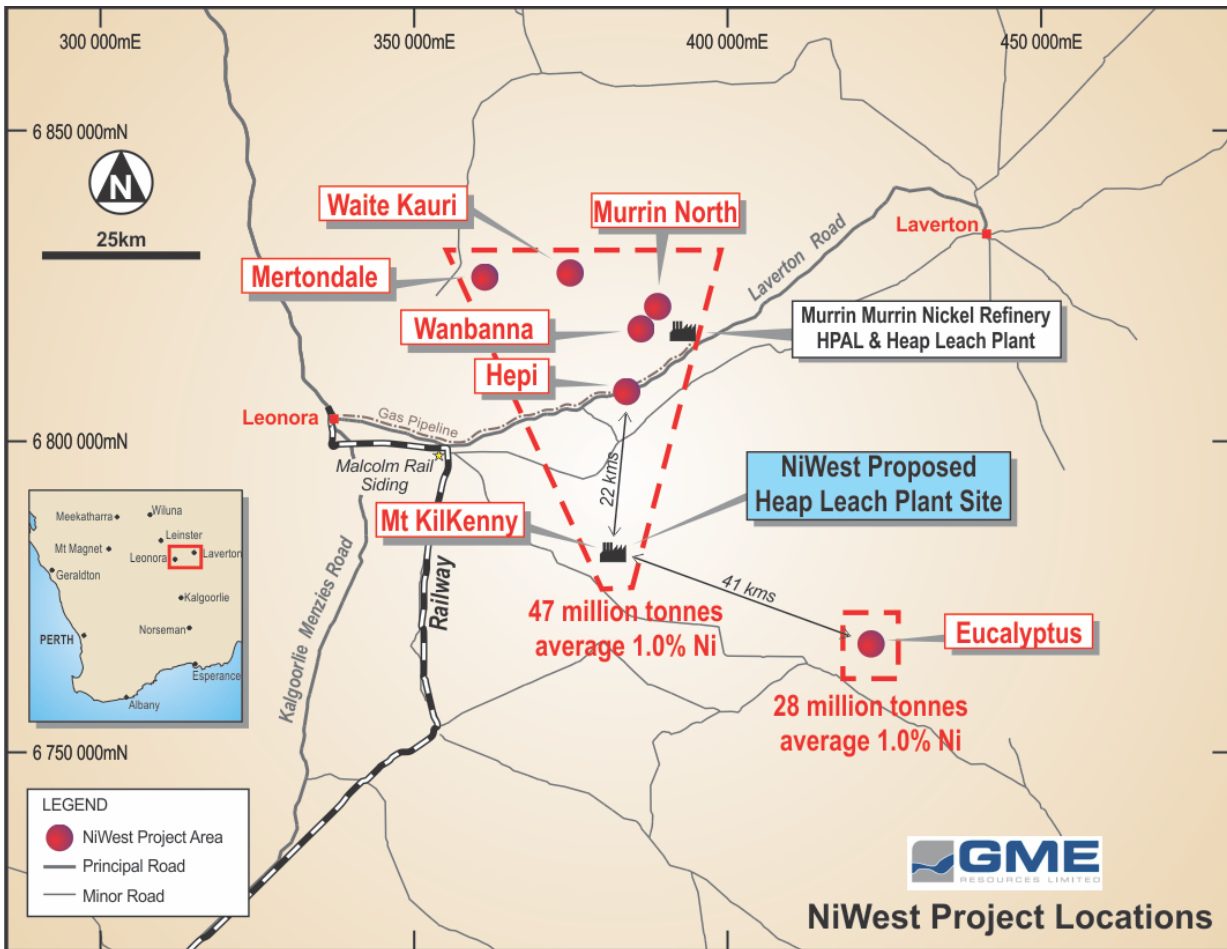 300 000mE
350 000mE
400 000mE
450 000mE
6 850 000mN
N
25km
Waite Kauri
Murrin North
Mertondale
Laverton Road
Laverton
Wanbanna
Murrin Murrin Nickel Refinery
HPAL & Heap Leach Plant
Hepi
Leonora
Gas Pipeline
6 800 000mN
Malcolm Rail
Siding
22 kms
NiWest Proposed
Heap Leach Plant Site
Mt KilKenny
Kalgoorlie Menzies Road
Railway
41 kms
47 million tonnes
average 1.0% Ni
Eucalyptus
28 million tonnes
average 1.0% Ni
Meekatharra
Wiluna
Leinster
Mt Magnet
Leonora
Laverton
Geraldton
Kalgoorlie
PERTH
Norseman
Esperance
Albany
6 750 000mN
LEGEND
NiWest Project Area
Principal Road
Minor Road
GME
RESOURCES LIMITED
NiWest Project Locations